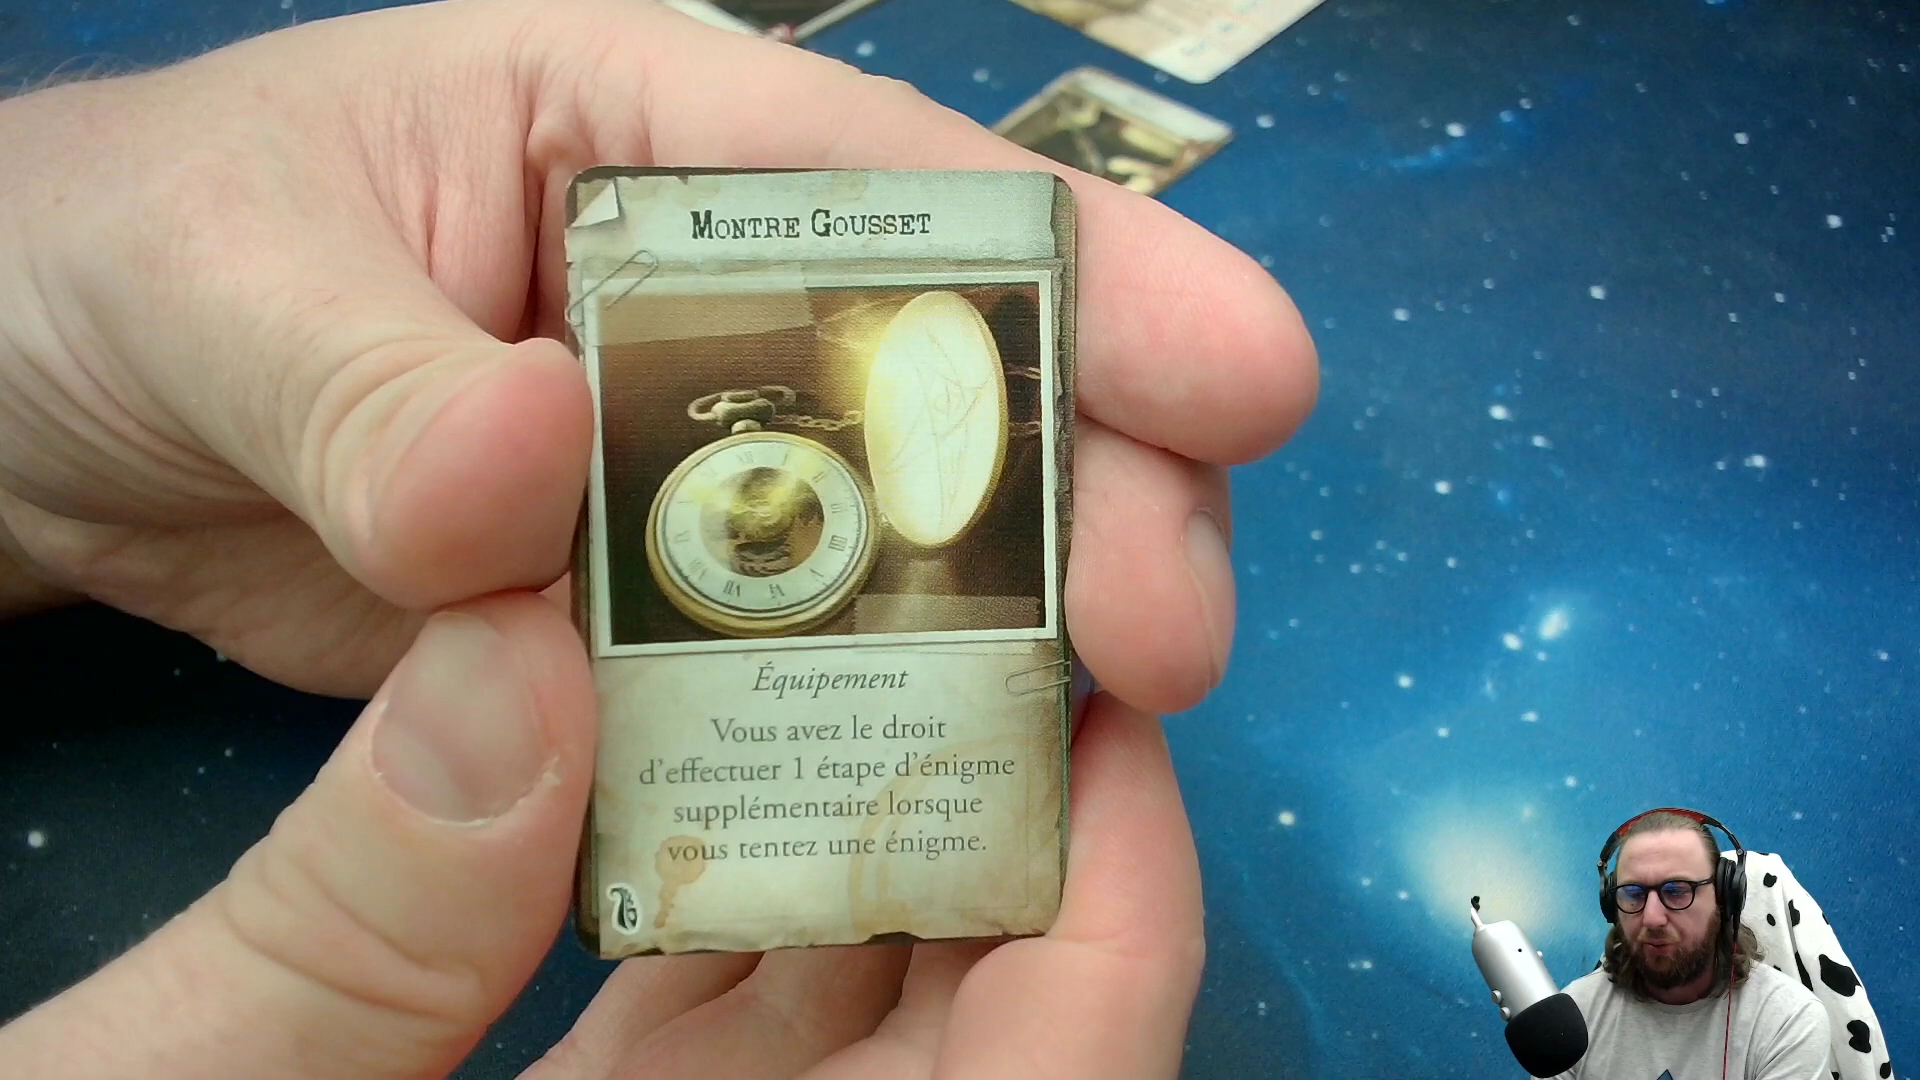 MONTRE GOUSSET
Équipement
Vous avez le droit
d'effectuer 1 étape d'énigme
supplémentaire lorsque
vous tentez une énigme.